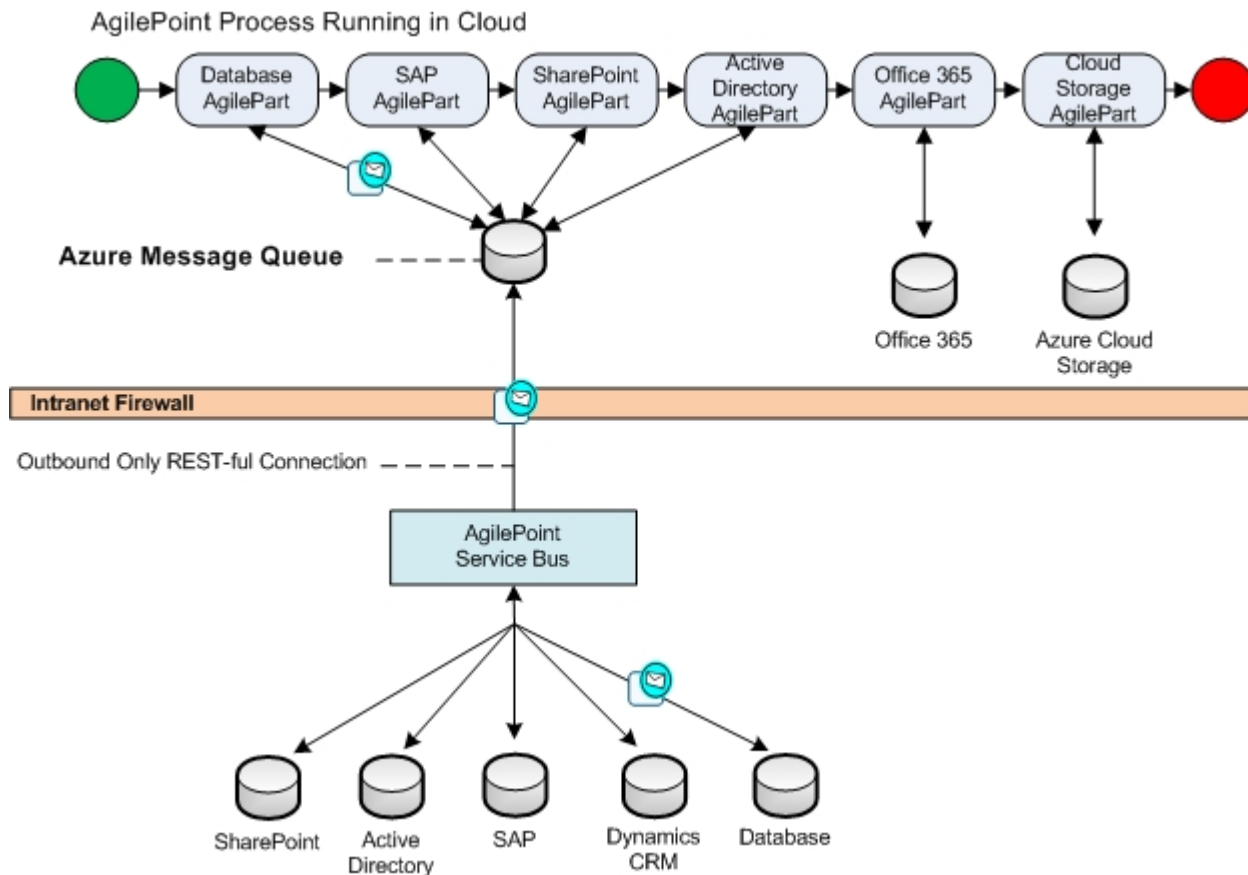 AgilePoint Process Running in Cloud
Database
AgilePart
SAP
AgilePart
SharePoint
AgilePart
Active
Directory
AgilePart
Office 365
AgilePart
Cloud
Storage
AgilePart
Azure Message Queue
Office 365
Azure Cloud
Storage
Intranet Firewall
Outbound Only REST-ful Connection
AgilePoint
Service Bus
SharePoint
Active
Directory
SAP
Dynamics
CRM
Database